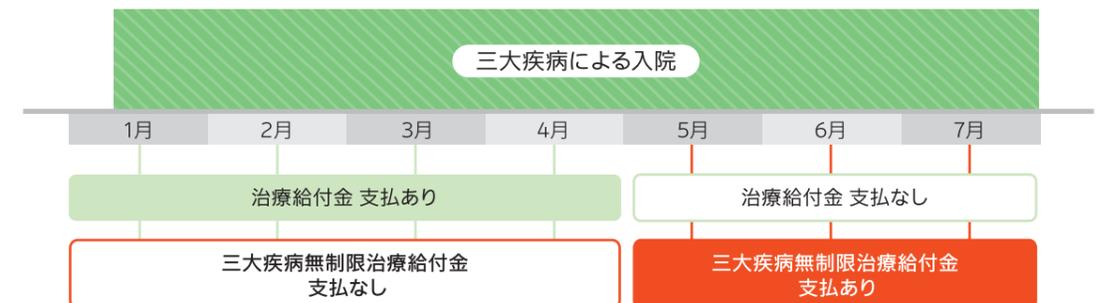 三大疾病による入院
1月 2月 3月 4月 5月 6月 7月
治療給付金 支払あり 治療給付金 支払なし
三大疾病無制限治療給付金
支払なし
三大疾病無制限治療給付金
支払あり